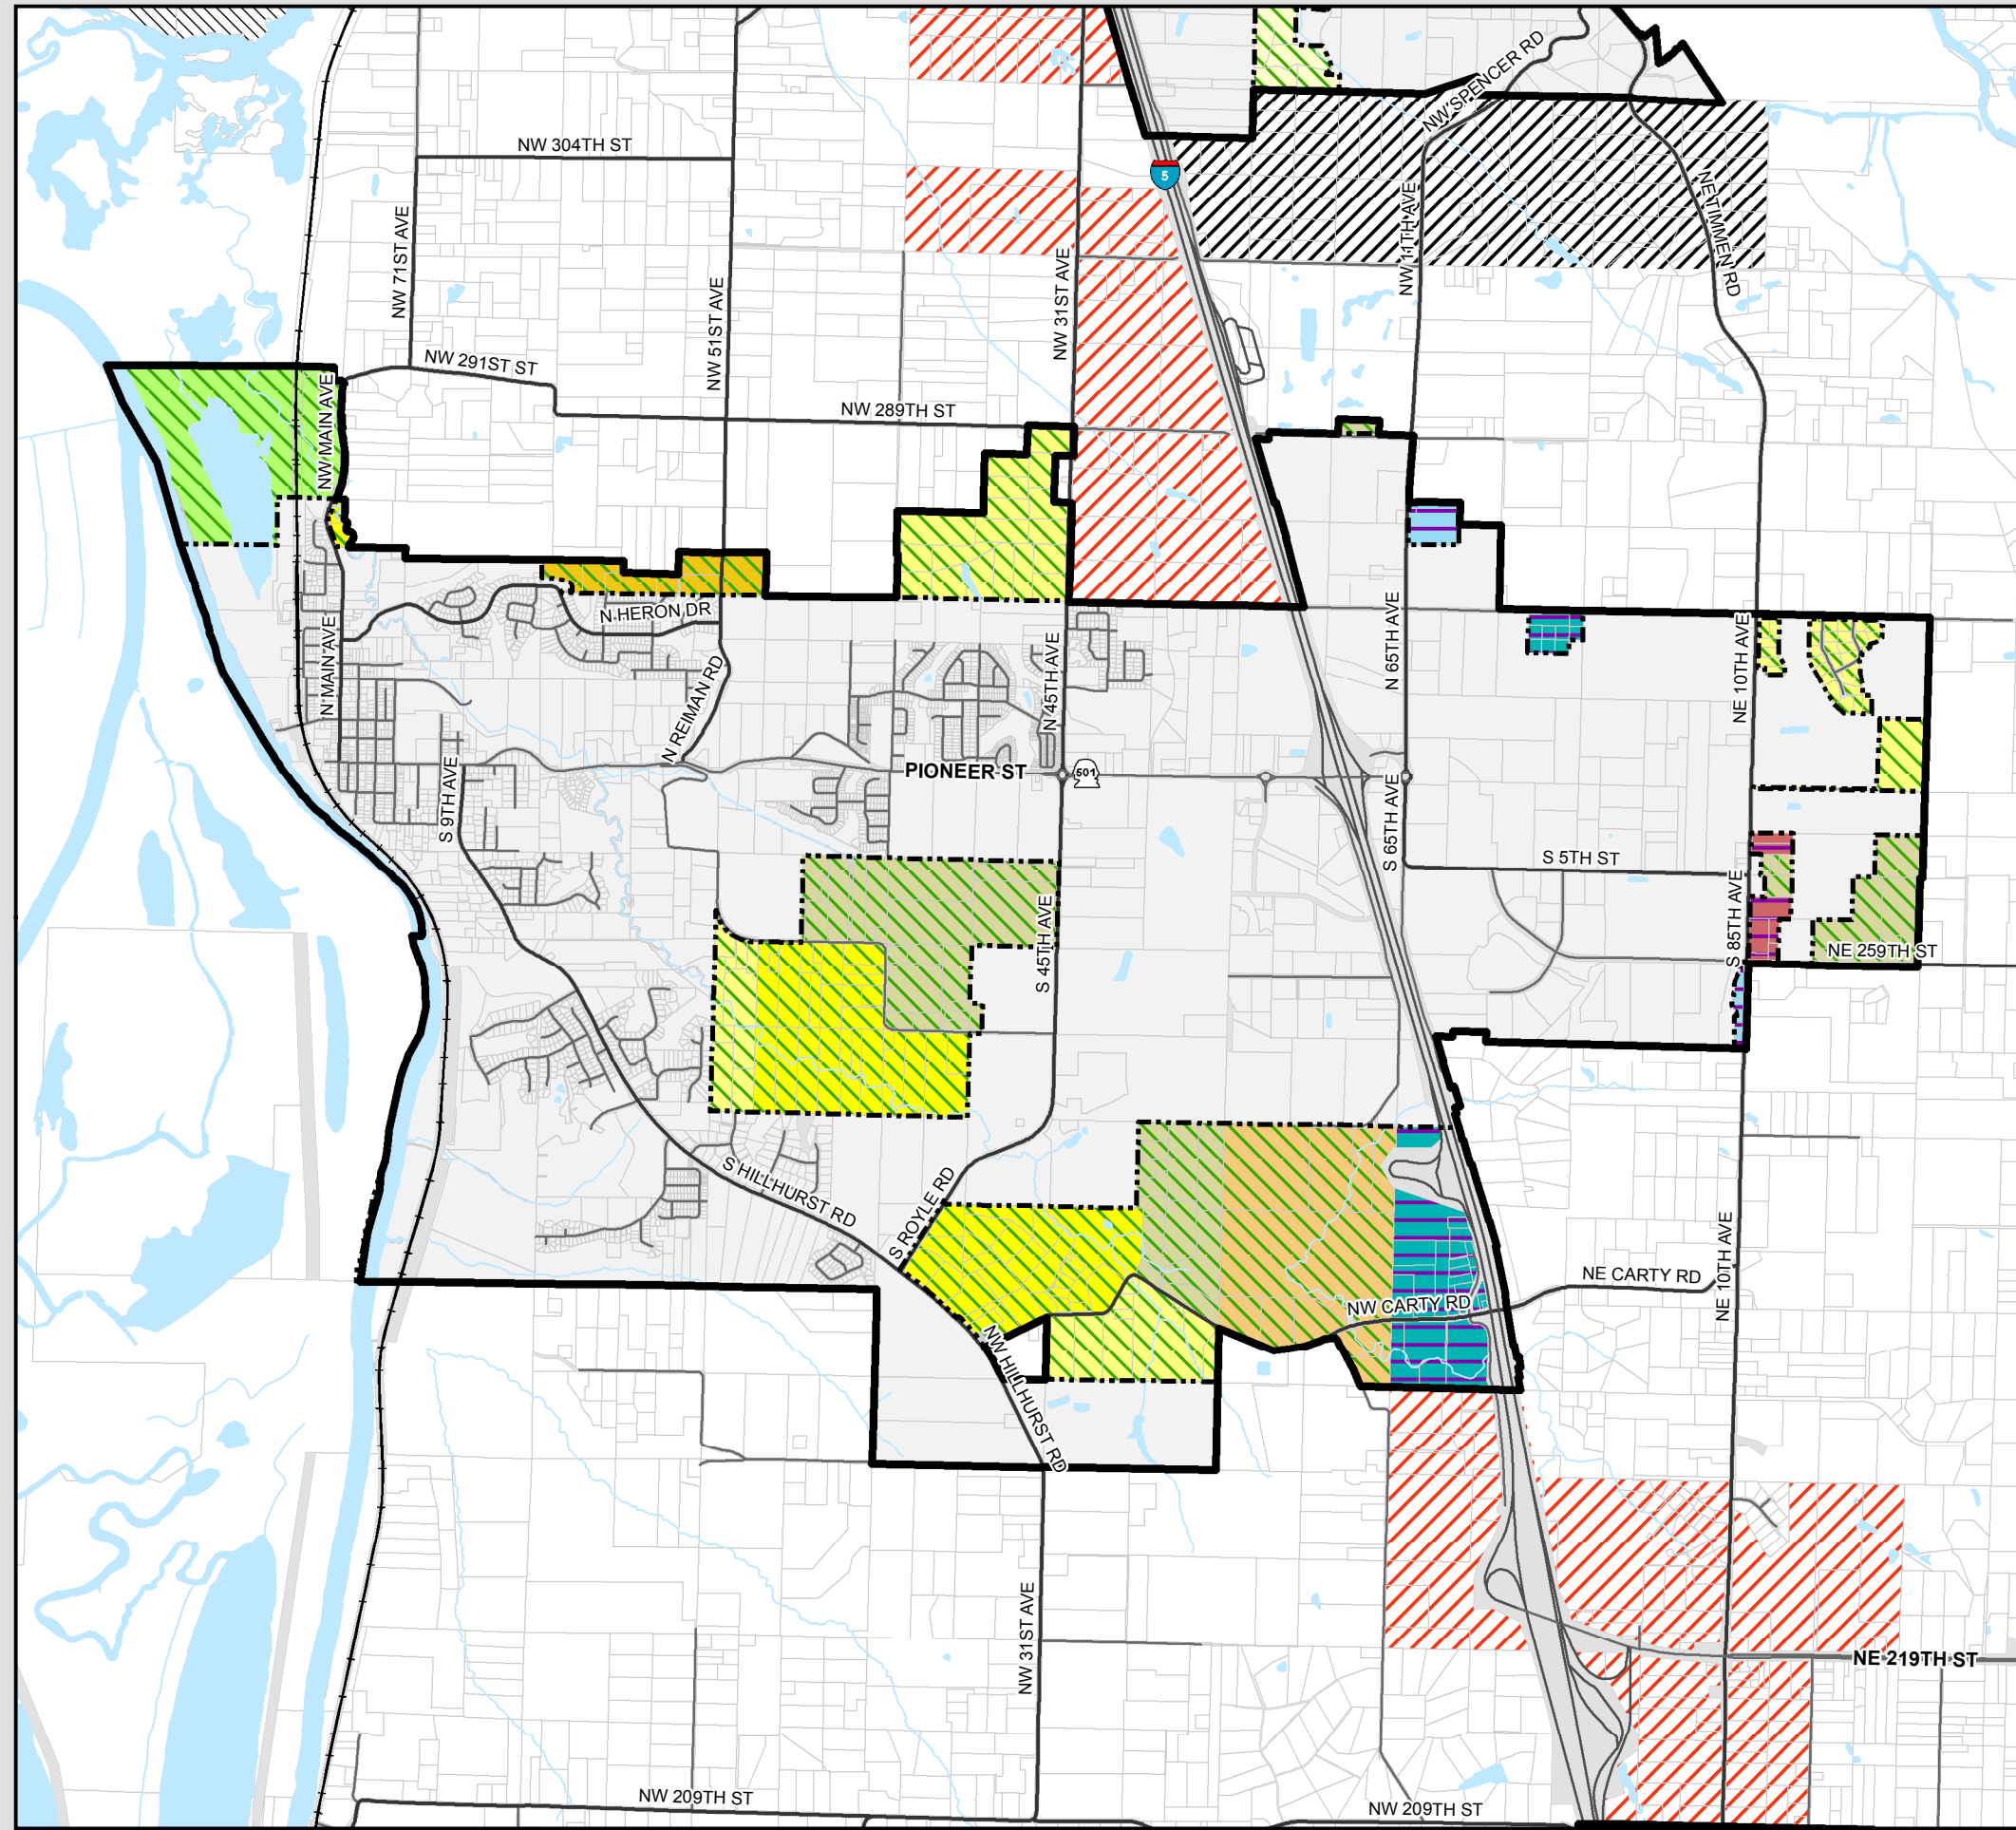 NW SPENCER RD
NW 304TH ST
5
NE TIMMEN RD
NW 71ST AVE
NW 11TH AVE
NW 51ST AVE
NW 31ST AVE
NW 291ST ST
NW MAIN AVE
NW 289TH ST
N HERON DR
N MAIN AVE
N REIMAN RD
N 45TH AVE
N 65TH AVE
NE 10TH AVE
PIONEER ST
501
S 9TH AVE
S 65TH AVE
S 5TH ST
S 45TH AVE
S 85TH AVE
NE 259TH ST
S HILLHURST RD
S ROYLE RD
NE CARTY RD
NW CARTY RD
NE 10TH AVE
NW HILLHURST RD
NW 31ST AVE
NE 219TH ST
NW 209TH ST
NW 209TH ST